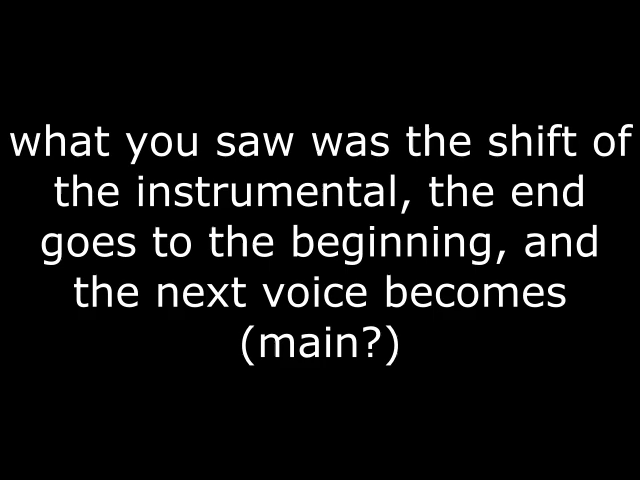 what you saw was the shift of
the instrumental, the end
goes to the beginning, and
the next voice becomes
(main?)